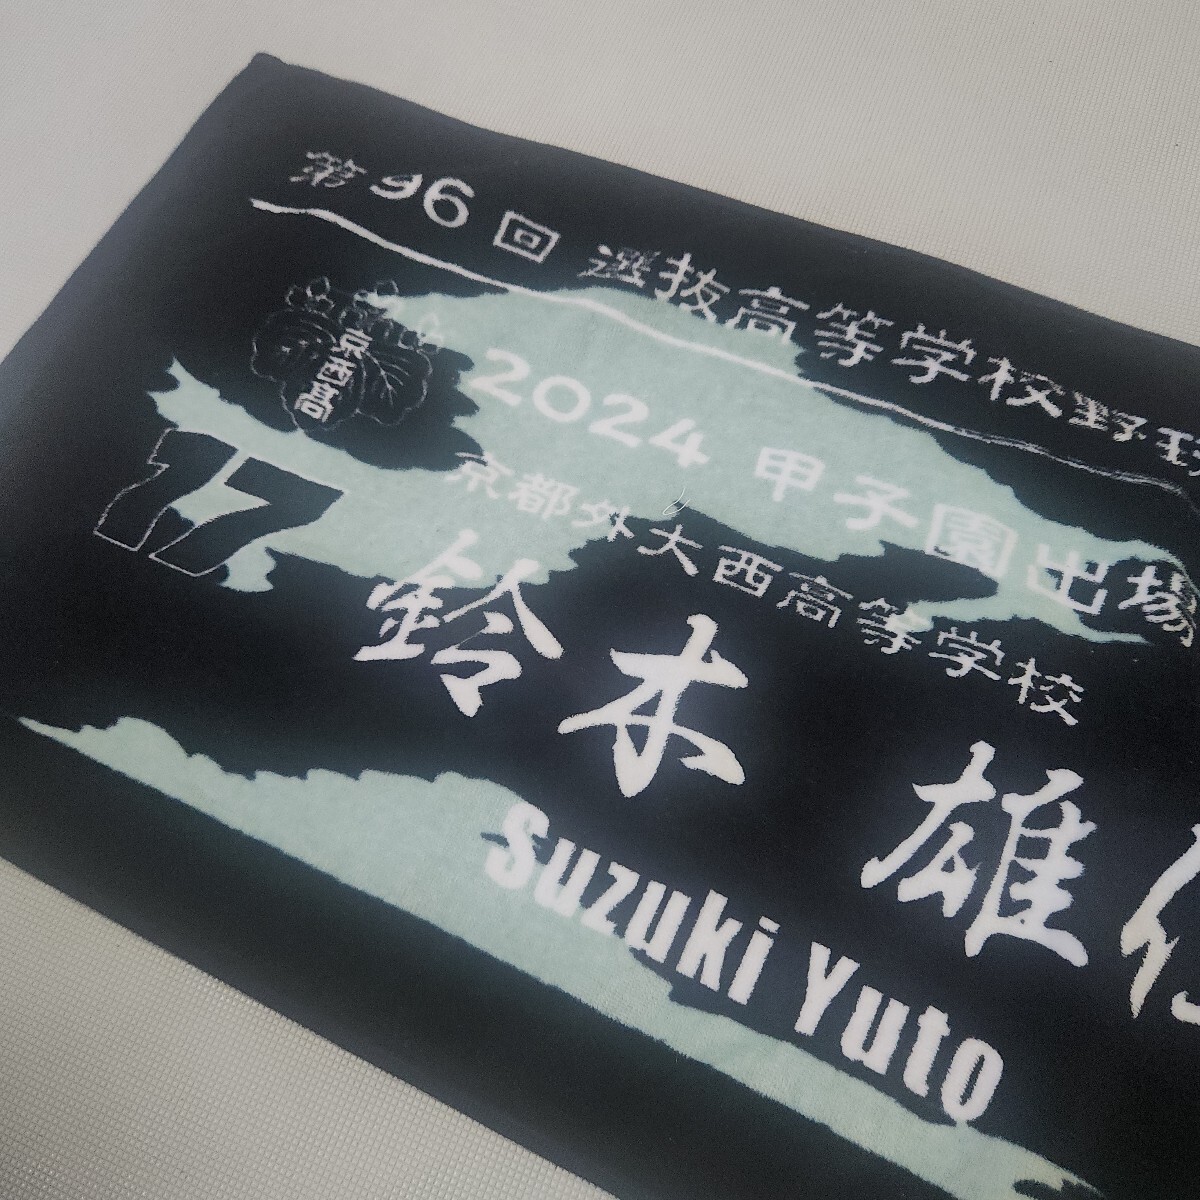 第96回 選抜高等学校野球
2024 甲子園出場
京都外大西高等学校
京西高
17
鈴木 雄
Suzuki Yuto